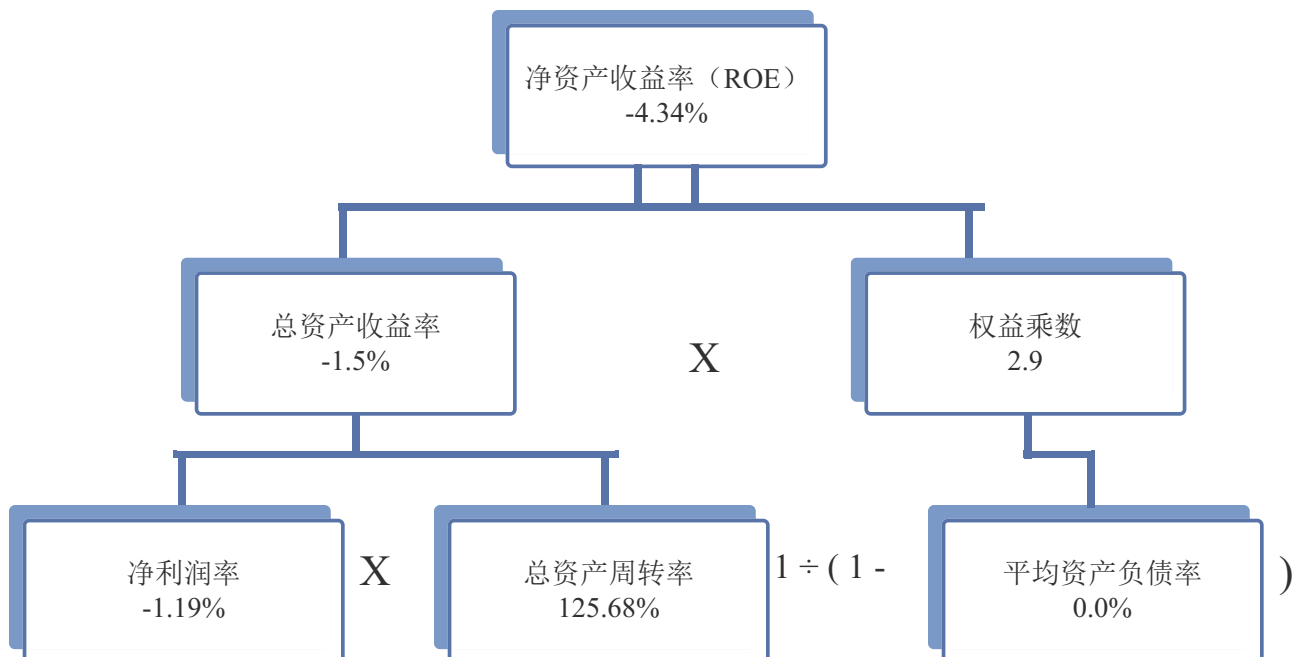 净资产收益率（ROE）
-4.34%
总资产收益率
-1.5%
X
权益乘数
2.9
净利润率
-1.19%
X
总资产周转率
125.68%
1 ÷ ( 1 -
平均资产负债率
0.0%
)